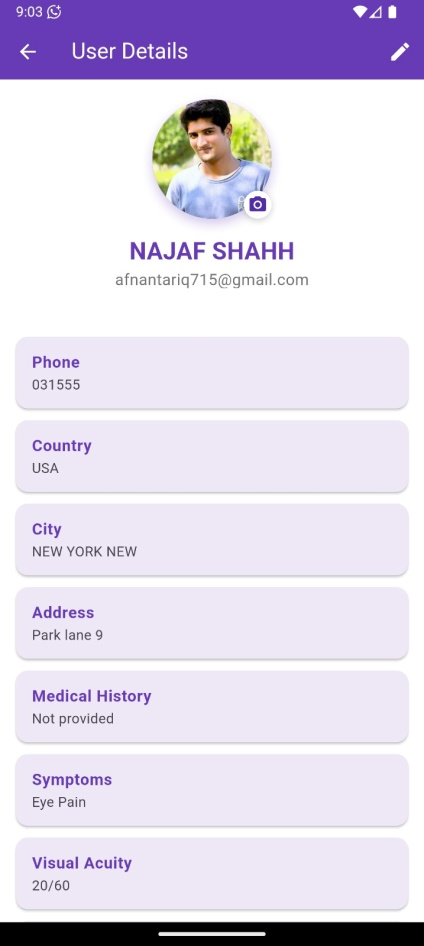 9:03
User Details
NAJAF SHAHH
afnantariq715@gmail.com
Phone
031555
Country
USA
City
NEW YORK NEW
Address
Park lane 9
Medical History
Not provided
Symptoms
Eye Pain
Visual Acuity
20/60